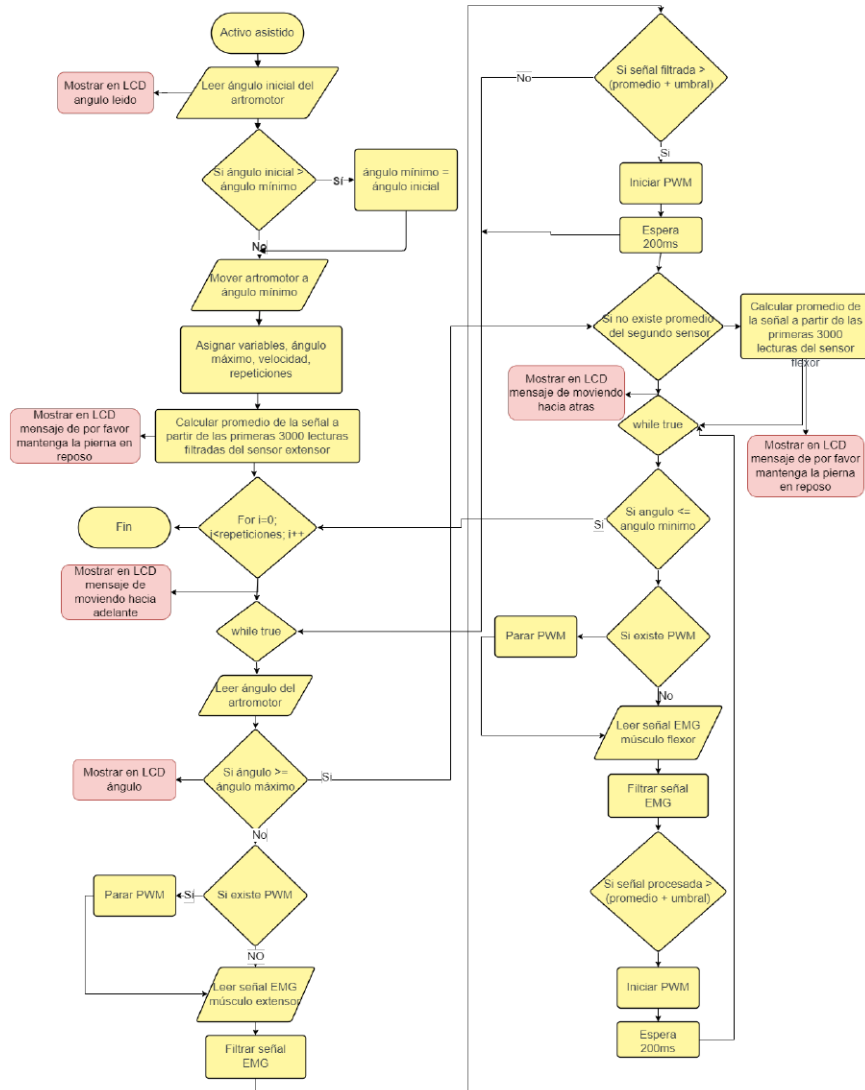 Activo asistido
Mostrar en LCD
angulo leido
Leer ángulo inicial del
artromotor
Si ángulo inicial >
ángulo mínimo
Sí
ángulo mínimo =
ángulo inicial
No
Mover artromotor a
ángulo mínimo
Asignar variables, ángulo
máximo, velocidad,
repeticiones
Mostrar en LCD
mensaje de por favor
mantenga la pierna en
reposo
Calcular promedio de la señal a
partir de las primeras 3000 lecturas
filtradas del sensor extensor
Fin
For i=0;
i<repeticiones; i++
Mostrar en LCD
mensaje de
moviendo hacia
adelante
while true
Leer ángulo del
artromotor
Mostrar en LCD
ángulo
Si ángulo >=
ángulo máximo
Si
No
Parar PWM
Sí
Si existe PWM
NO
Leer señal EMG
músculo extensor
Filtrar señal
EMG
Si señal filtrada >
(promedio + umbral)
No
Si
Iniciar PWM
Espera
200ms
Si no existe promedio
del segundo sensor
Calcular promedio de
la señal a partir de las
primeras 3000
lecturas del sensor
flexor
Mostrar en LCD
mensaje de moviendo
hacia atras
while true
Mostrar en LCD
mensaje de por favor
mantenga la pierna
en reposo
Si angulo <=
angulo minimo
Si
Parar PWM
Si existe PWM
No
Leer señal EMG
músculo flexor
Filtrar señal
EMG
Si señal procesada >
(promedio + umbral)
Iniciar PWM
Espera
200ms